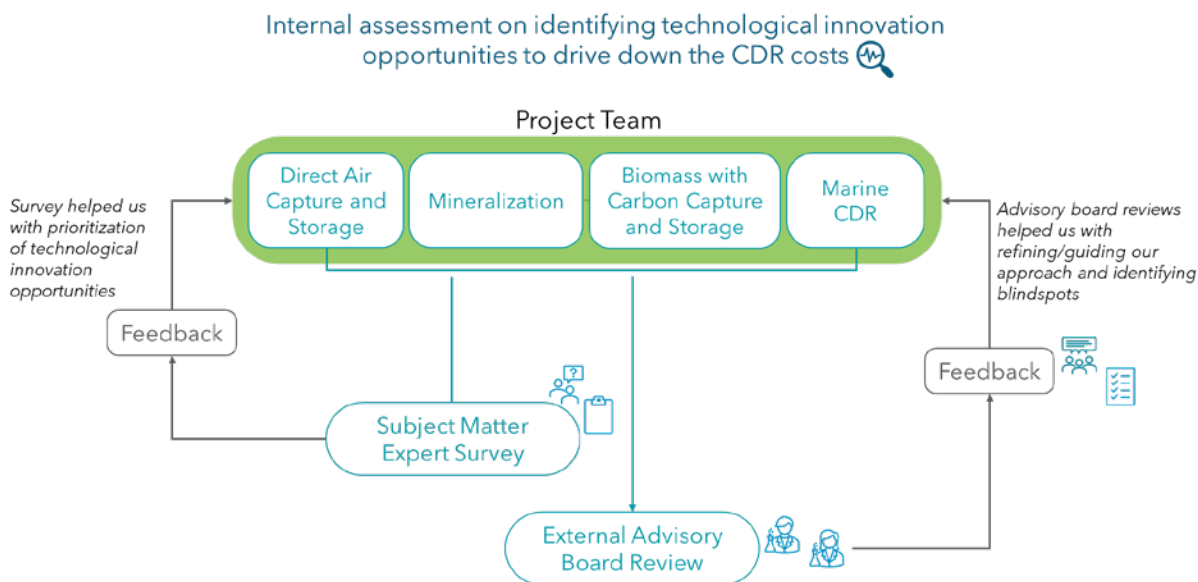 Internal assessment on identifying technological innovation
opportunities to drive down the CDR costs
Project Team
Direct Air
Capture and
Storage
Mineralization
Biomass with
Carbon Capture
and Storage
Marine
CDR
Survey helped us
with prioritization
of technological
innovation
opportunities
Advisory board reviews
helped us with
refining/guiding our
approach and identifying
blindspots
Feedback
Feedback
?
Subject Matter
Expert Survey
External Advisory
Board Review